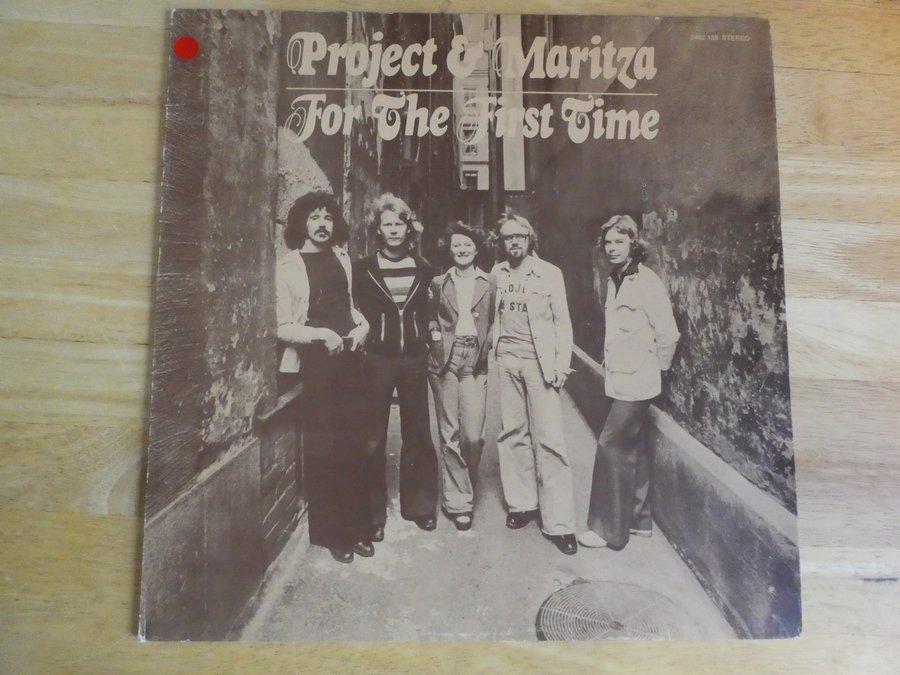 Project & Maritza
For The First Time
STEREO